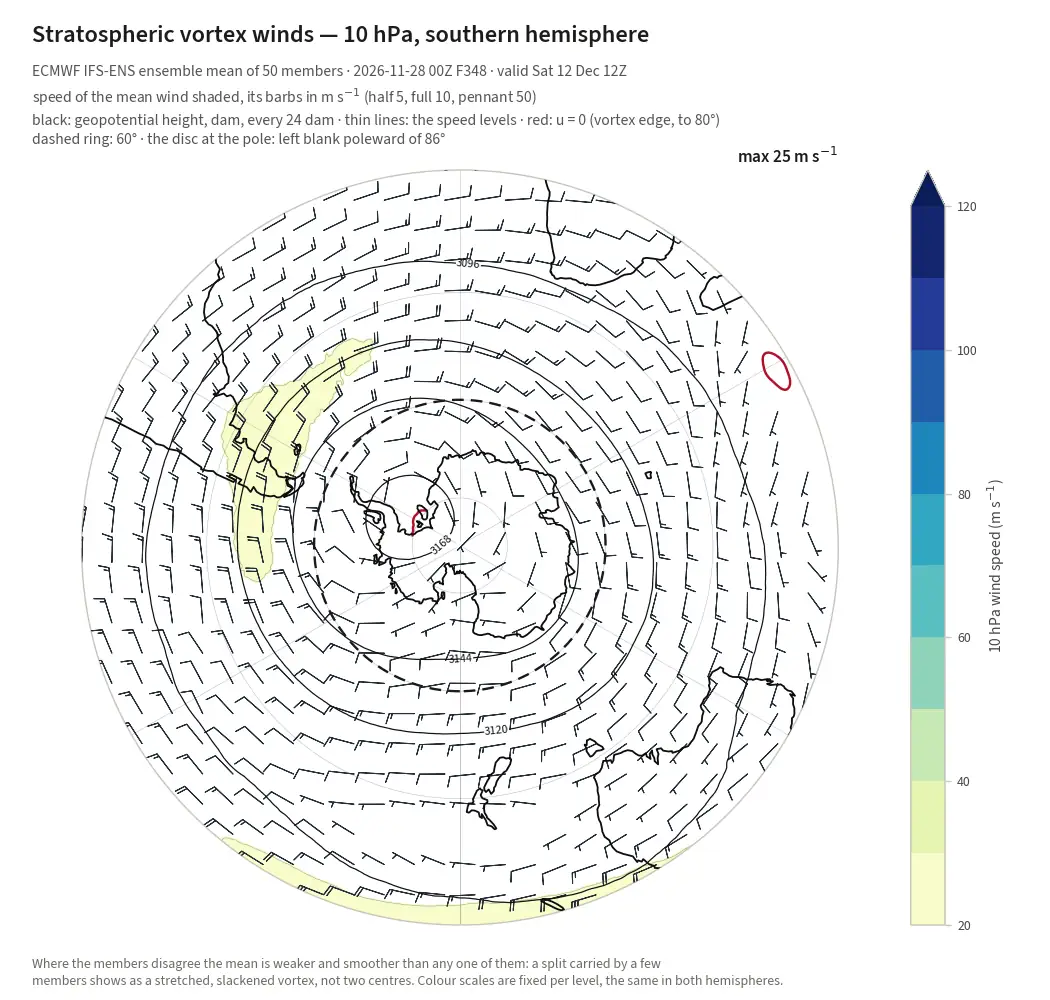 Stratospheric vortex winds — 10 hPa, southern hemisphere
ECMWF IFS-ENS ensemble mean of 50 members · 2026-11-28 00Z F348 · valid Sat 12 Dec 12Z
speed of the mean wind shaded, its barbs in m s⁻¹ (half 5, full 10, pennant 50)
black: geopotential height, dam, every 24 dam · thin lines: the speed levels · red: u = 0 (vortex edge, to 80°)
dashed ring: 60° · the disc at the pole: left blank poleward of 86°
max 25 m s⁻¹
120
100
80
60
40
20
10 hPa wind speed (m s⁻¹)
3096
3168
3144
3120
Where the members disagree the mean is weaker and smoother than any one of them: a split carried by a few
members shows as a stretched, slackened vortex, not two centres. Colour scales are fixed per level, the same in both hemispheres.